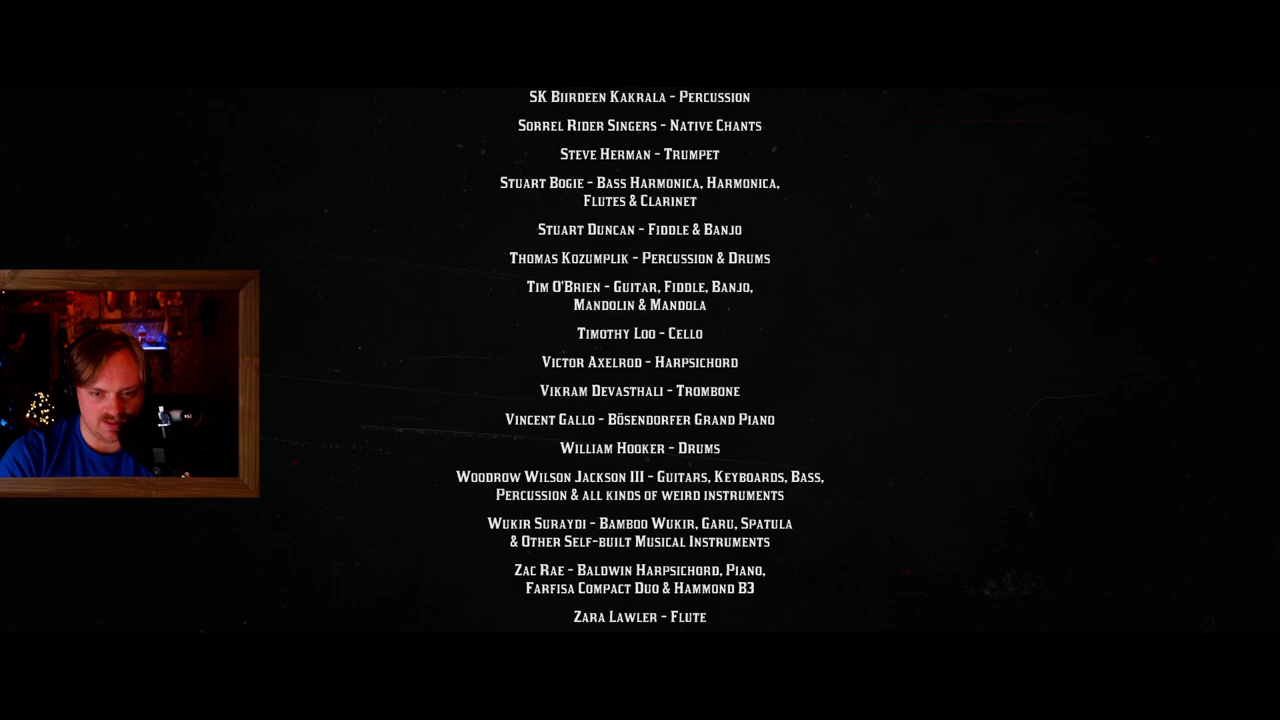 SK Biirdeen Kakrala - Percussion
Sorrel Rider Singers - Native Chants
Steve Herman - Trumpet
Stuart Bogie - Bass Harmonica, Harmonica,
Flutes & Clarinet
Stuart Duncan - Fiddle & Banjo
Thomas Kozumplik - Percussion & Drums
Tim O'Brien - Guitar, Fiddle, Banjo,
Mandolin & Mandola
Timothy Loo - Cello
Victor Axelrod - Harpsichord
Vikram Devasthali - Trombone
Vincent Gallo - Bösendorfer Grand Piano
William Hooker - Drums
Woodrow Wilson Jackson III - Guitars, Keyboards, Bass,
Percussion & all kinds of weird instruments
Wukir Suraydi - Bamboo Wukir, Garu, Spatula
& Other Self-built Musical Instruments
Zac Rae - Baldwin Harpsichord, Piano,
Farfisa Compact Duo & Hammond B3
Zara Lawler - Flute